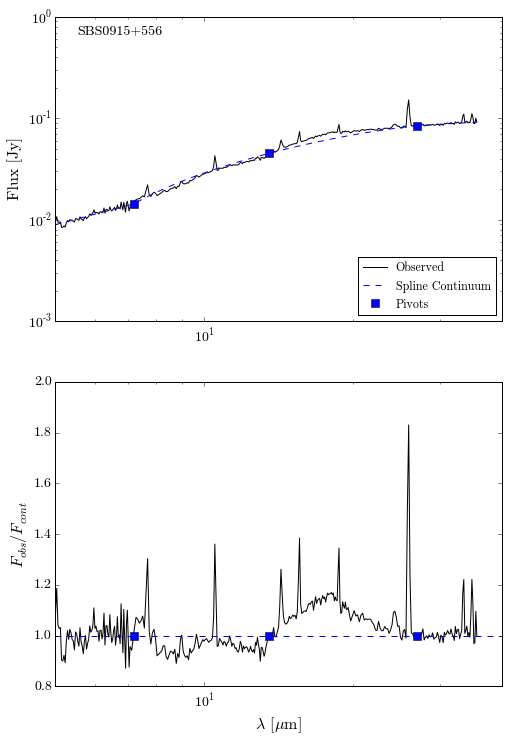 10^0
SBS0915+556
10^-1
Flux [Jy]
10^-2
Observed
Spline Continuum
Pivots
10^-3
10^1
2.0
1.8
1.6
F_obs/F_cont
1.4
1.2
1.0
0.8
10^1
λ [μm]